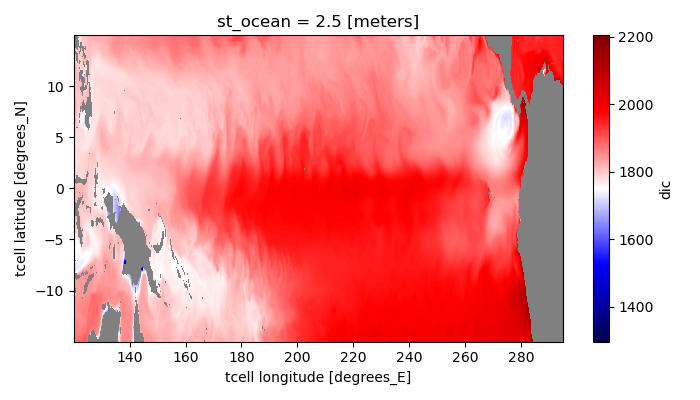 st_ocean = 2.5 [meters]
10
5
0
−5
−10
tcell latitude [degrees_N]
140 160 180 200 220 240 260 280
tcell longitude [degrees_E]
2200
2000
1800
1600
1400
dic